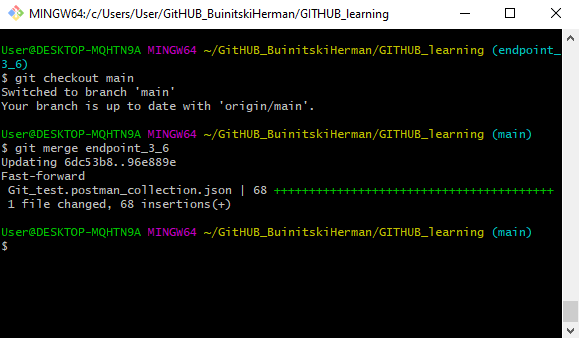 MINGW64:/c/Users/User/GitHUB_BuinitskiHerman/GITHUB_learning
User@DESKTOP-MQHTN9A MINGW64 ~/GitHUB_BuinitskiHerman/GITHUB_learning (endpoint_
3_6)
$ git checkout main
Switched to branch 'main'
Your branch is up to date with 'origin/main'.
User@DESKTOP-MQHTN9A MINGW64 ~/GitHUB_BuinitskiHerman/GITHUB_learning (main)
$ git merge endpoint_3_6
Updating 6dc53b8..96e889e
Fast-forward
 Git_test.postman_collection.json | 68 ++++++++++++++++++++++++++++++++++++++++
 1 file changed, 68 insertions(+)
User@DESKTOP-MQHTN9A MINGW64 ~/GitHUB_BuinitskiHerman/GITHUB_learning (main)
$